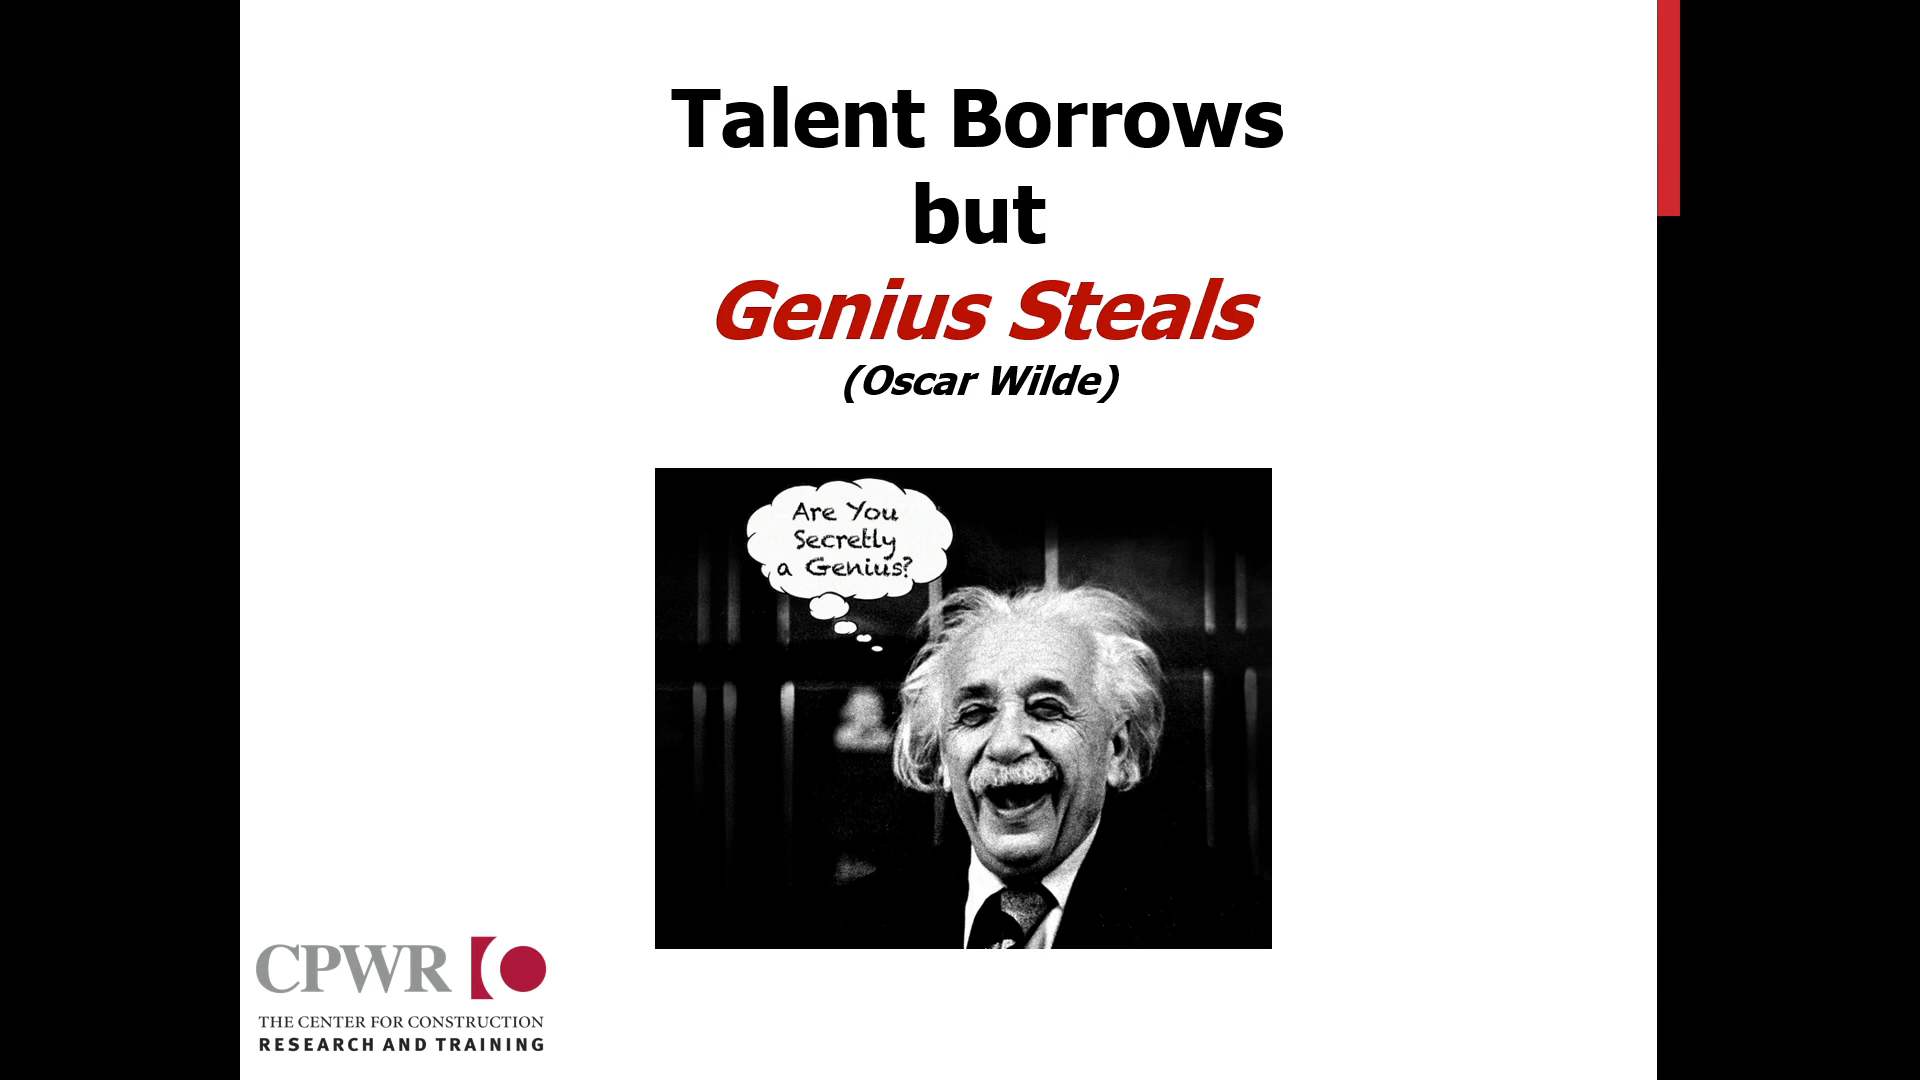 Talent Borrows
but
Genius Steals
(Oscar Wilde)
Are You
Secretly
a Genius?
CPWR
THE CENTER FOR CONSTRUCTION
RESEARCH AND TRAINING